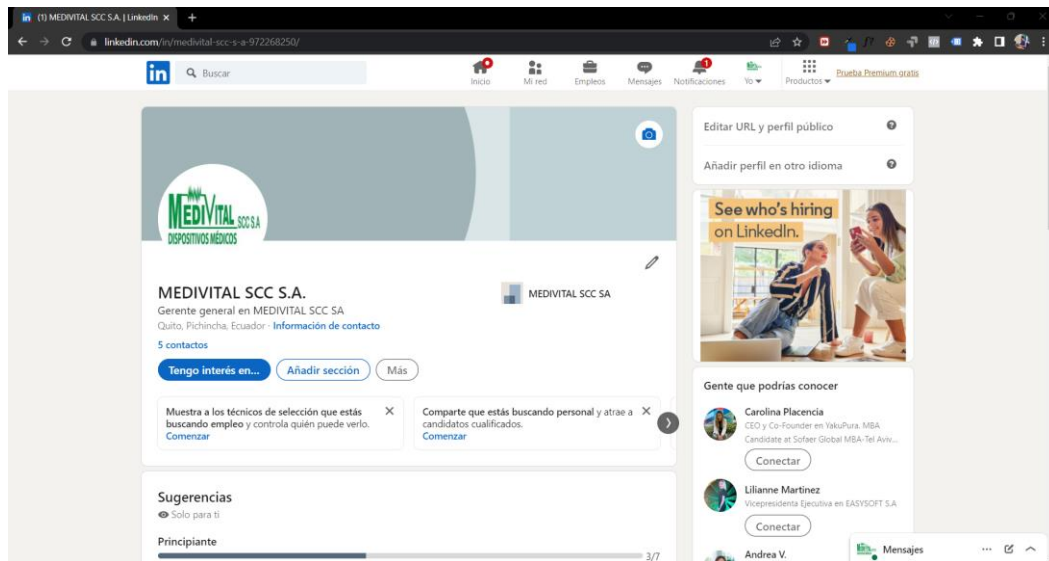 (1) MEDIVITAL SCC S.A. | LinkedIn
linkedin.com/in/medivital-scc-s-a-972268250/
in
Buscar
Inicio
Mi red
Empleos
Mensajes
Notificaciones
1
Yo
Productos
Prueba Premium gratis
MEDIVITAL SCC S.A
DISPOSITIVOS MÉDICOS
MEDIVITAL SCC S.A.
MEDIVITAL SCC SA
Gerente general en MEDIVITAL SCC SA
Quito, Pichincha, Ecuador · Información de contacto
5 contactos
Tengo interés en...
Añadir sección
Más
Muestra a los técnicos de selección que estás
buscando empleo y controla quién puede verlo.
Comenzar
Comparte que estás buscando personal y atrae a
candidatos cualificados.
Comenzar
Sugerencias
Solo para ti
Principiante
3/7
Editar URL y perfil público
Añadir perfil en otro idioma
See who's hiring
on LinkedIn.
Gente que podrías conocer
Carolina Placencia
CEO y Co-Founder en YakuPura. MBA
Candidate at Sofaer Global MBA-Tel Aviv...
Conectar
Lilianne Martinez
Vicepresidenta Ejecutiva en EASYSOFT S.A
Conectar
Andrea V.
Mensajes